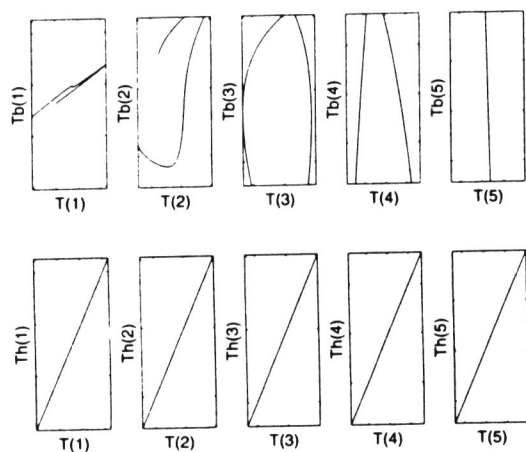 Tb(1)
T(1)
Tb(2)
T(2)
Tb(3)
T(3)
Tb(4)
T(4)
Tb(5)
T(5)
Th(1)
T(1)
Th(2)
T(2)
Th(3)
T(3)
Th(4)
T(4)
Th(5)
T(5)